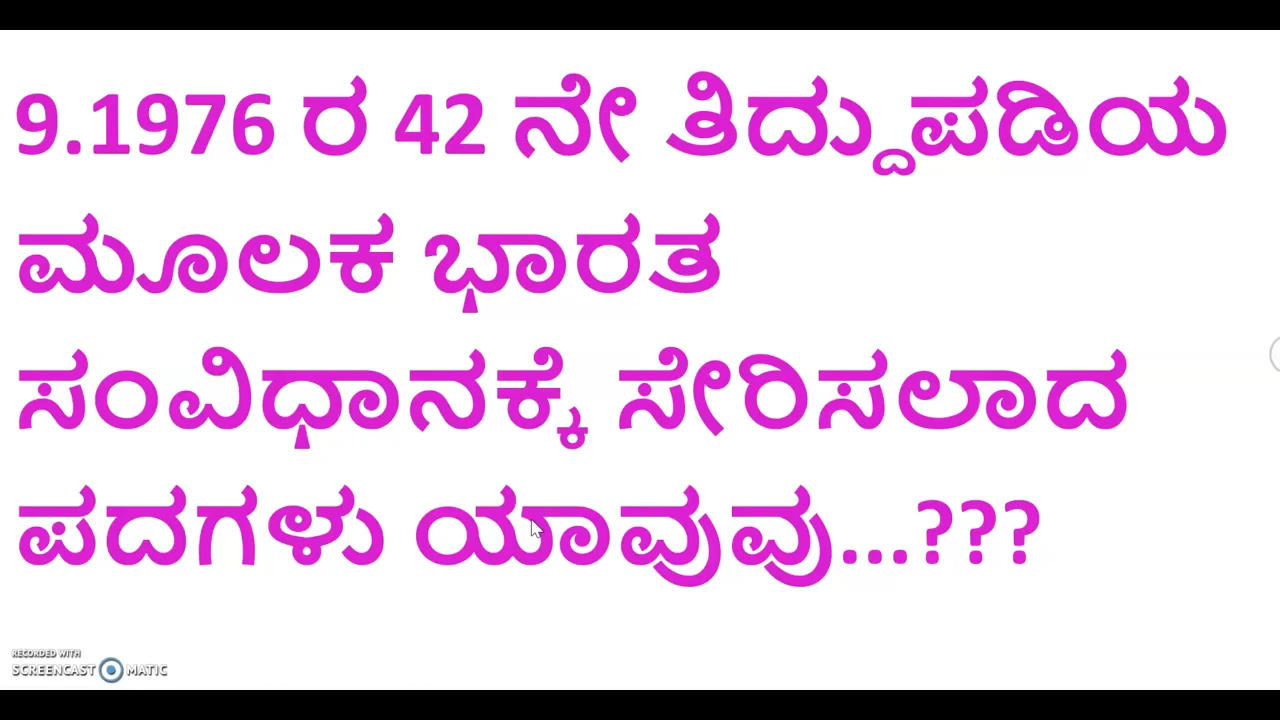 9.1976 ರ 42 ನೇ ತಿದ್ದುಪಡಿಯ
ಮೂಲಕ ಭಾರತ
ಸಂವಿಧಾನಕ್ಕೆ ಸೇರಿಸಲಾದ
ಪದಗಳು ಯಾವುವು...???
RECORDED WITH
SCREENCAST MATIC